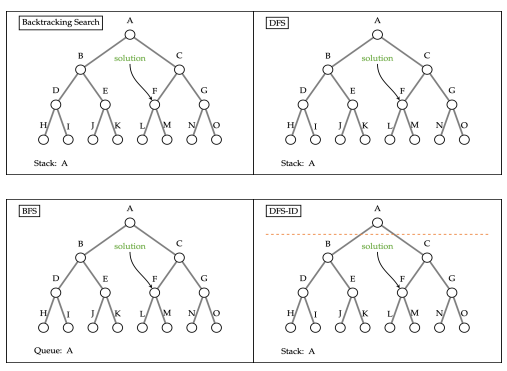 Backtracking Search
A
B
solution
C
D
E
F
G
H I J K L M N O
Stack: A
DFS
A
B
solution
C
D
E
F
G
H I J K L M N O
Stack: A
BFS
A
B
solution
C
D
E
F
G
H I J K L M N O
Queue: A
DFS-ID
A
B
solution
C
D
E
F
G
H I J K L M N O
Stack: A